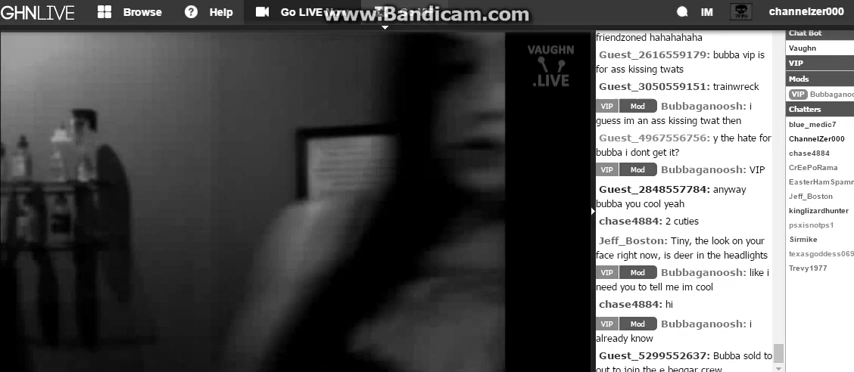 GHNLIVE Browse Help Go LIVE www.Bandicam.com IM channelzer000
VAUGHN
.LIVE
friendzoned hahahahaha
Guest_2616559179: bubba vip is
for ass kissing twats
Guest_3050559151: trainwreck
VIP Mod Bubbaganoosh: i
guess im an ass kissing twat then
Guest_4967556756: y the hate for
bubba i dont get it?
VIP Mod Bubbaganoosh: VIP
Guest_2848557784: anyway
bubba you cool yeah
chase4884: 2 cuties
Jeff_Boston: Tiny, the look on your
face right now, is deer in the headlights
VIP Mod Bubbaganoosh: like i
need you to tell me im cool
chase4884: hi
VIP Mod Bubbaganoosh: i
already know
Guest_5299552637: Bubba sold to
out to join the e beggar crew
Chat Bot
Vaughn
VIP
Mods
VIP Bubbaganoos
Chatters
blue_medic7
ChannelZer000
chase4884
CrEePoRama
EasterHamSpamn
Jeff_Boston
kinglizardhunter
psxisnotps1
Sirmike
texasgoddess069
Trevy1977